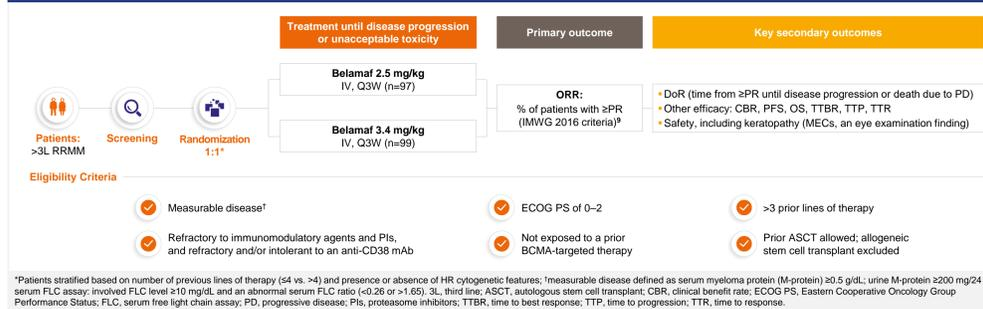 Treatment until disease progression
or unacceptable toxicity
Primary outcome
Key secondary outcomes
Belamaf 2.5 mg/kg
IV, Q3W (n=97)
Belamaf 3.4 mg/kg
IV, Q3W (n=99)
ORR:
% of patients with ≥PR
(IMWG 2016 criteria)⁹
• DoR (time from ≥PR until disease progression or death due to PD)
• Other efficacy: CBR, PFS, OS, TTBR, TTP, TTR
• Safety, including keratopathy (MECs, an eye examination finding)
Patients:
>3L RRMM
Screening
Randomization
1:1*
Eligibility Criteria
Measurable disease†
ECOG PS of 0–2
>3 prior lines of therapy
Refractory to immunomodulatory agents and PIs,
and refractory and/or intolerant to an anti-CD38 mAb
Not exposed to a prior
BCMA-targeted therapy
Prior ASCT allowed; allogeneic
stem cell transplant excluded
*Patients stratified based on number of previous lines of therapy (≤4 vs. >4) and presence or absence of HR cytogenetic features; †measurable disease defined as serum myeloma protein (M-protein) ≥0.5 g/dL; urine M-protein ≥200 mg/24
serum FLC assay: involved FLC level ≥10 mg/dL and an abnormal serum FLC ratio (<0.26 or >1.65). 3L, third line; ASCT, autologous stem cell transplant; CBR, clinical benefit rate; ECOG PS, Eastern Cooperative Oncology Group
Performance Status; FLC, serum free light chain assay; PD, progressive disease; PIs, proteasome inhibitors; TTBR, time to best response; TTP, time to progression; TTR, time to response.